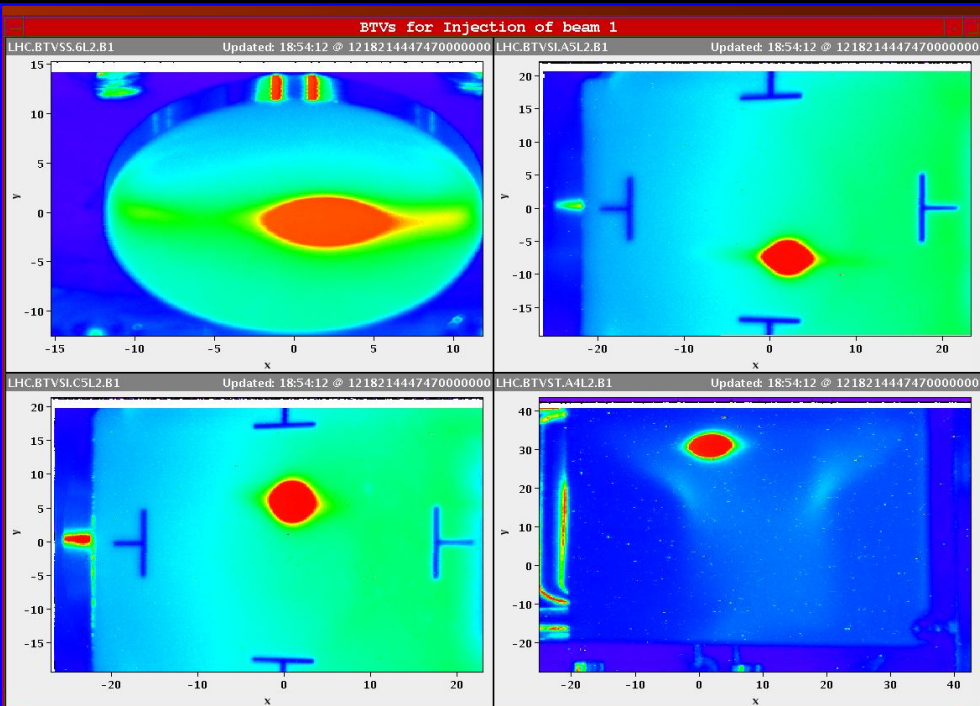 BTVs for Injection of beam 1
LHC.BTVSS.6L2.B1 Updated: 18:54:12 @ 1218214447470000000
15
10
5
0
-5
-10
y
-15 -10 -5 0 5 10
x
LHC.BTVSI.A5L2.B1 Updated: 18:54:12 @ 1218214447470000000
20
15
10
5
0
-5
-10
-15
y
-20 -10 0 10 20
x
LHC.BTVSI.C5L2.B1 Updated: 18:54:12 @ 1218214447470000000
20
15
10
5
0
-5
-10
-15
y
-20 -10 0 10 20
x
LHC.BTVST.A4L2.B1 Updated: 18:54:12 @ 1218214447470000000
40
30
20
10
0
-10
-20
y
-20 -10 0 10 20 30 40
x